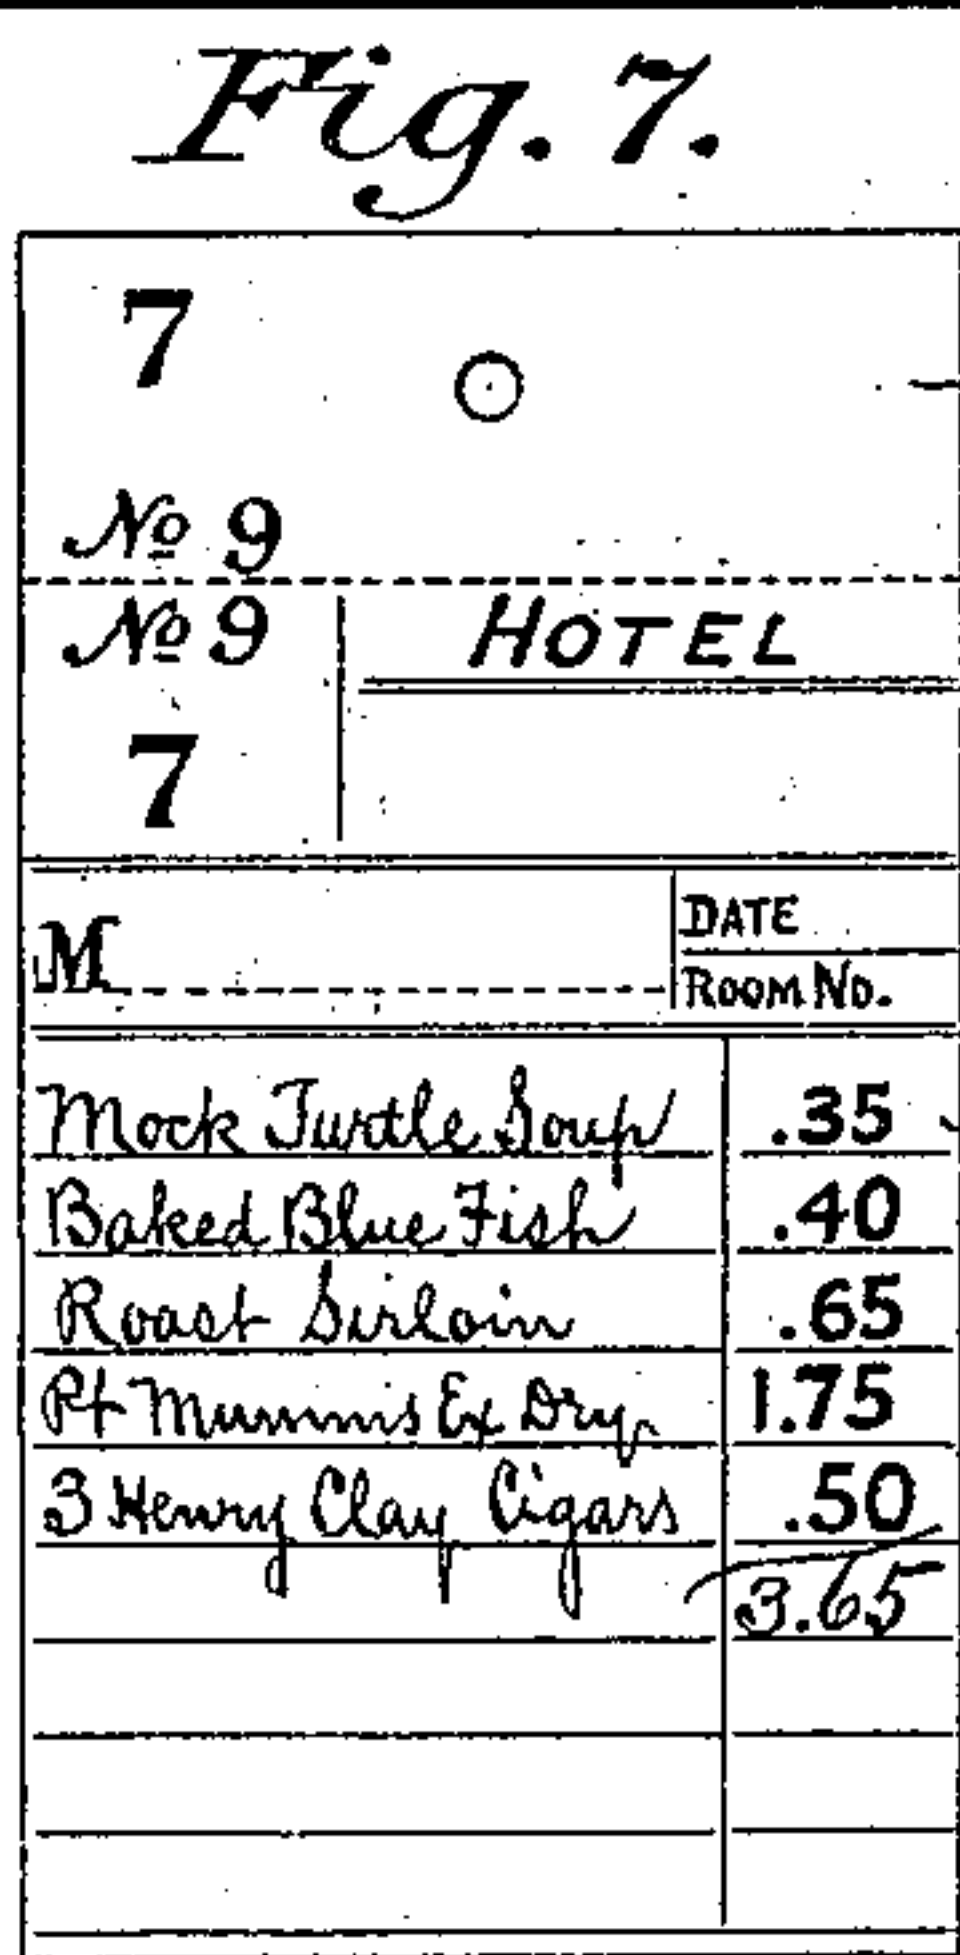 Fig. 7.
7
No 9
No 9 HOTEL
7
M DATE
ROOM No.
Mock Turtle Soup .35
Baked Blue Fish .40
Roast Sirloin .65
Pt Mumms Ex Dry 1.75
3 Henry Clay Cigars .50
3.65